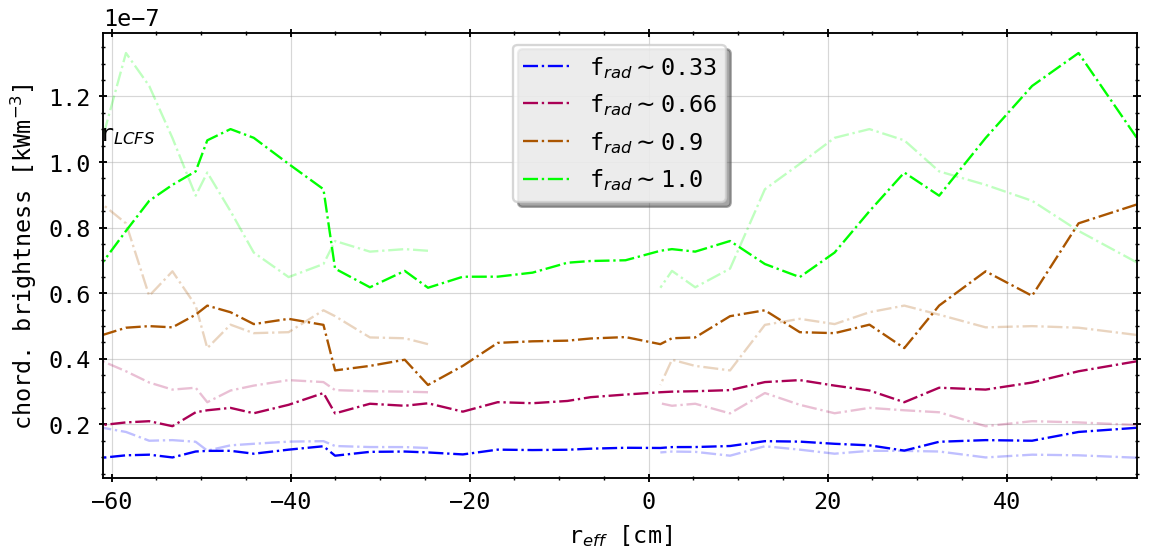 1e−7
chord. brightness [kWm⁻³]
1.2
1.0
0.8
0.6
0.4
0.2
r_LCFS
f_rad ~ 0.33
f_rad ~ 0.66
f_rad ~ 0.9
f_rad ~ 1.0
−60 −40 −20 0 20 40
r_eff [cm]